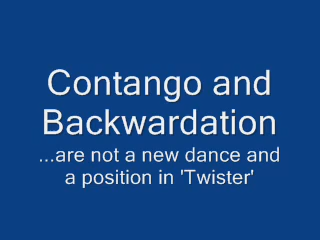 Contango and
Backwardation
...are not a new dance and
a position in 'Twister'